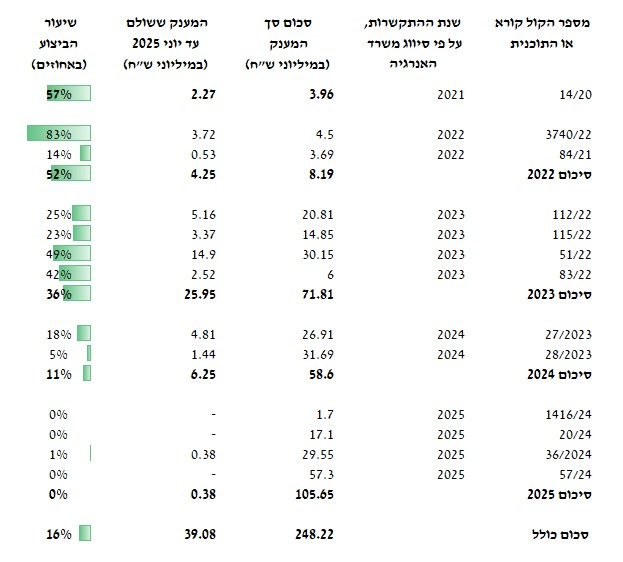 מספר הקול קורא או התוכנית | שנת ההתקשרות, על פי סיווג משרד האנרגיה | סכום סך המענק (במיליוני ש״ח) | המענק ששולם עד יוני 2025 (במיליוני ש״ח) | שיעור הביצוע (באחוזים)
14/20 2021 3.96 2.27 57%
3740/22 2022 4.5 3.72 83%
84/21 2022 3.69 0.53 14%
סיכום 2022 8.19 4.25 52%
112/22 2023 20.81 5.16 25%
115/22 2023 14.85 3.37 23%
51/22 2023 30.15 14.9 49%
83/22 2023 6 2.52 42%
סיכום 2023 71.81 25.95 36%
27/2023 2024 26.91 4.81 18%
28/2023 2024 31.69 1.44 5%
סיכום 2024 58.6 6.25 11%
1416/24 2025 1.7 - 0%
20/24 2025 17.1 - 0%
36/2024 2025 29.55 0.38 1%
57/24 2025 57.3 - 0%
סיכום 2025 105.65 0.38 0%
סכום כולל 248.22 39.08 16%